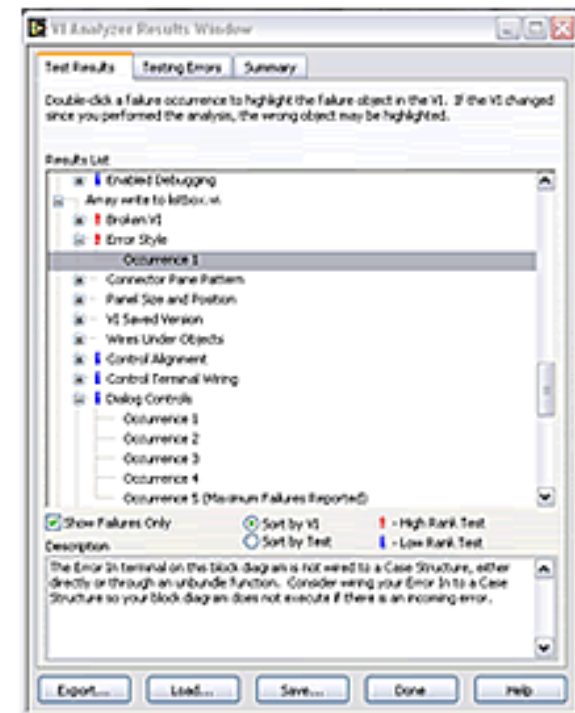 VI Analyzer Results Window
Test Results Testing Errors Summary
Double-click a failure occurrence to highlight the failure object in the VI. If the VI changed
since you performed the analysis, the wrong object may be highlighted.
Results List
Enabled Debugging
Array write to listbox.vi
Broken VI
Error Style
Occurrence 1
Connector Pane Pattern
Panel Size and Position
VI Saved Version
Wires Under Objects
Control Alignment
Control Terminal Wiring
Dialog Controls
Occurrence 1
Occurrence 2
Occurrence 3
Occurrence 4
Occurrence 5 (Maximum Failures Reported)
Show Failures Only Sort by VI ! - High Rank Test
Description Sort by Test - Low Rank Test
The Error In terminal on this block diagram is not wired to a Case Structure, either
directly or through an unbundle function. Consider wiring your Error In to a Case
Structure so your block diagram does not execute if there is an incoming error.
Export... Load... Save... Done Help